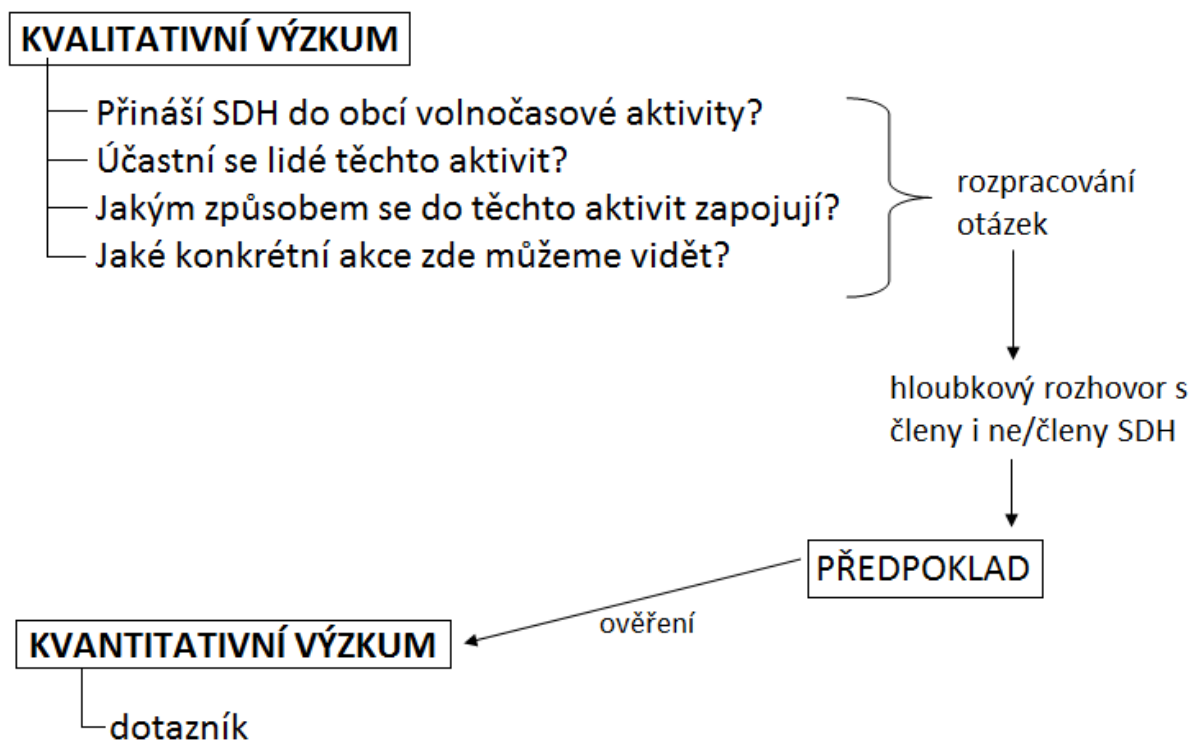 KVALITATIVNÍ VÝZKUM
Přináší SDH do obcí volnočasové aktivity?
Účastní se lidé těchto aktivit?
Jakým způsobem se do těchto aktivit zapojují?
Jaké konkrétní akce zde můžeme vidět?
rozpracování
otázek
hloubkový rozhovor s
členy i ne/členy SDH
PŘEDPOKLAD
ověření
KVANTITATIVNÍ VÝZKUM
dotazník